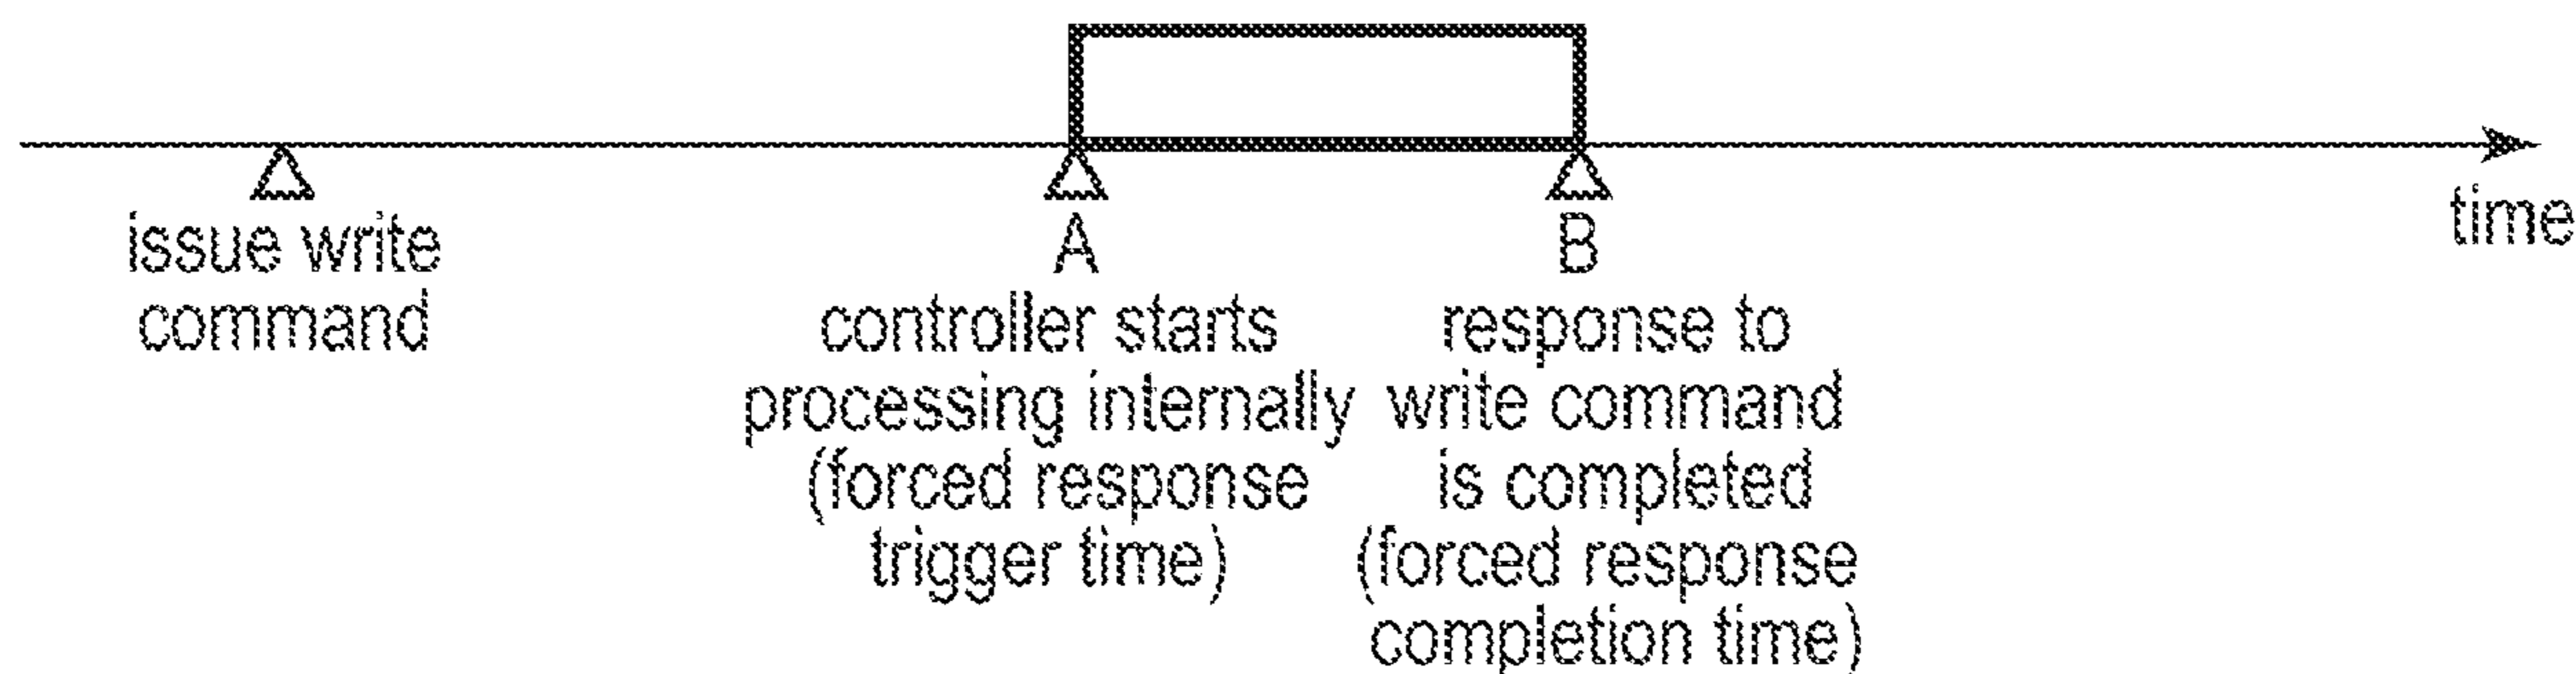 issue write
command
A
controller starts
processing internally
(forced response
trigger time)
B
response to
write command
is completed
(forced response
completion time)
time